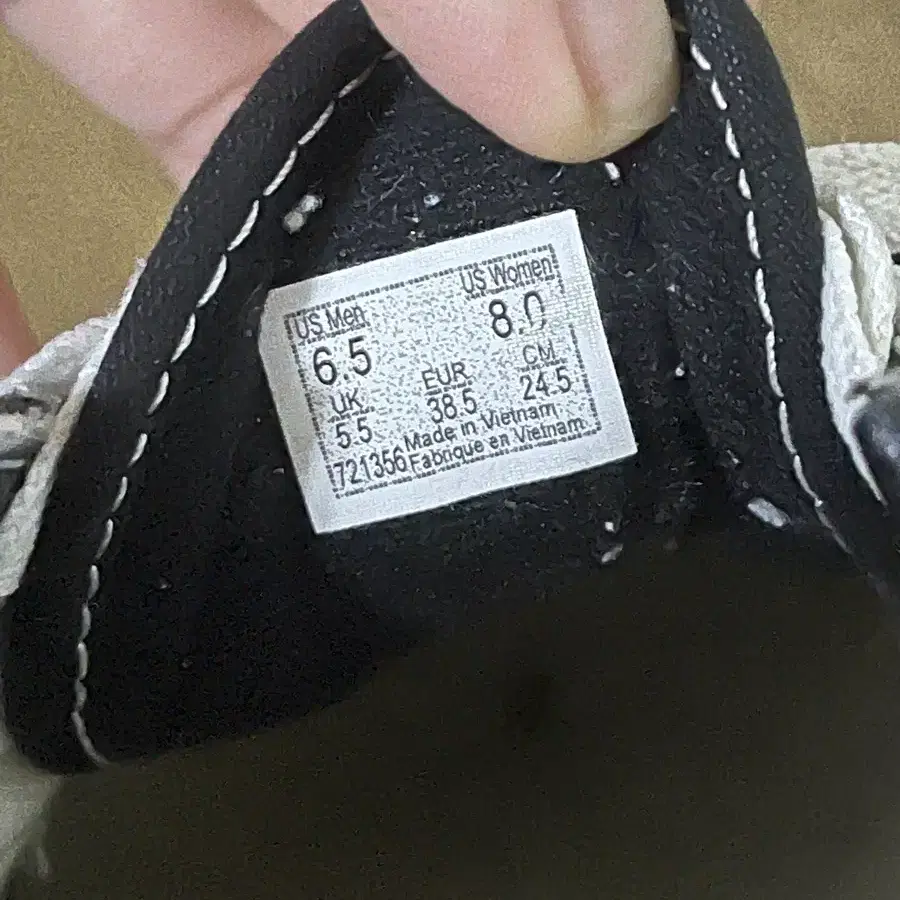 US Men US Women
6.5 8.0
UK EUR CM
5.5 38.5 24.5
Made in Vietnam
721356 Fabrique en Vietnam